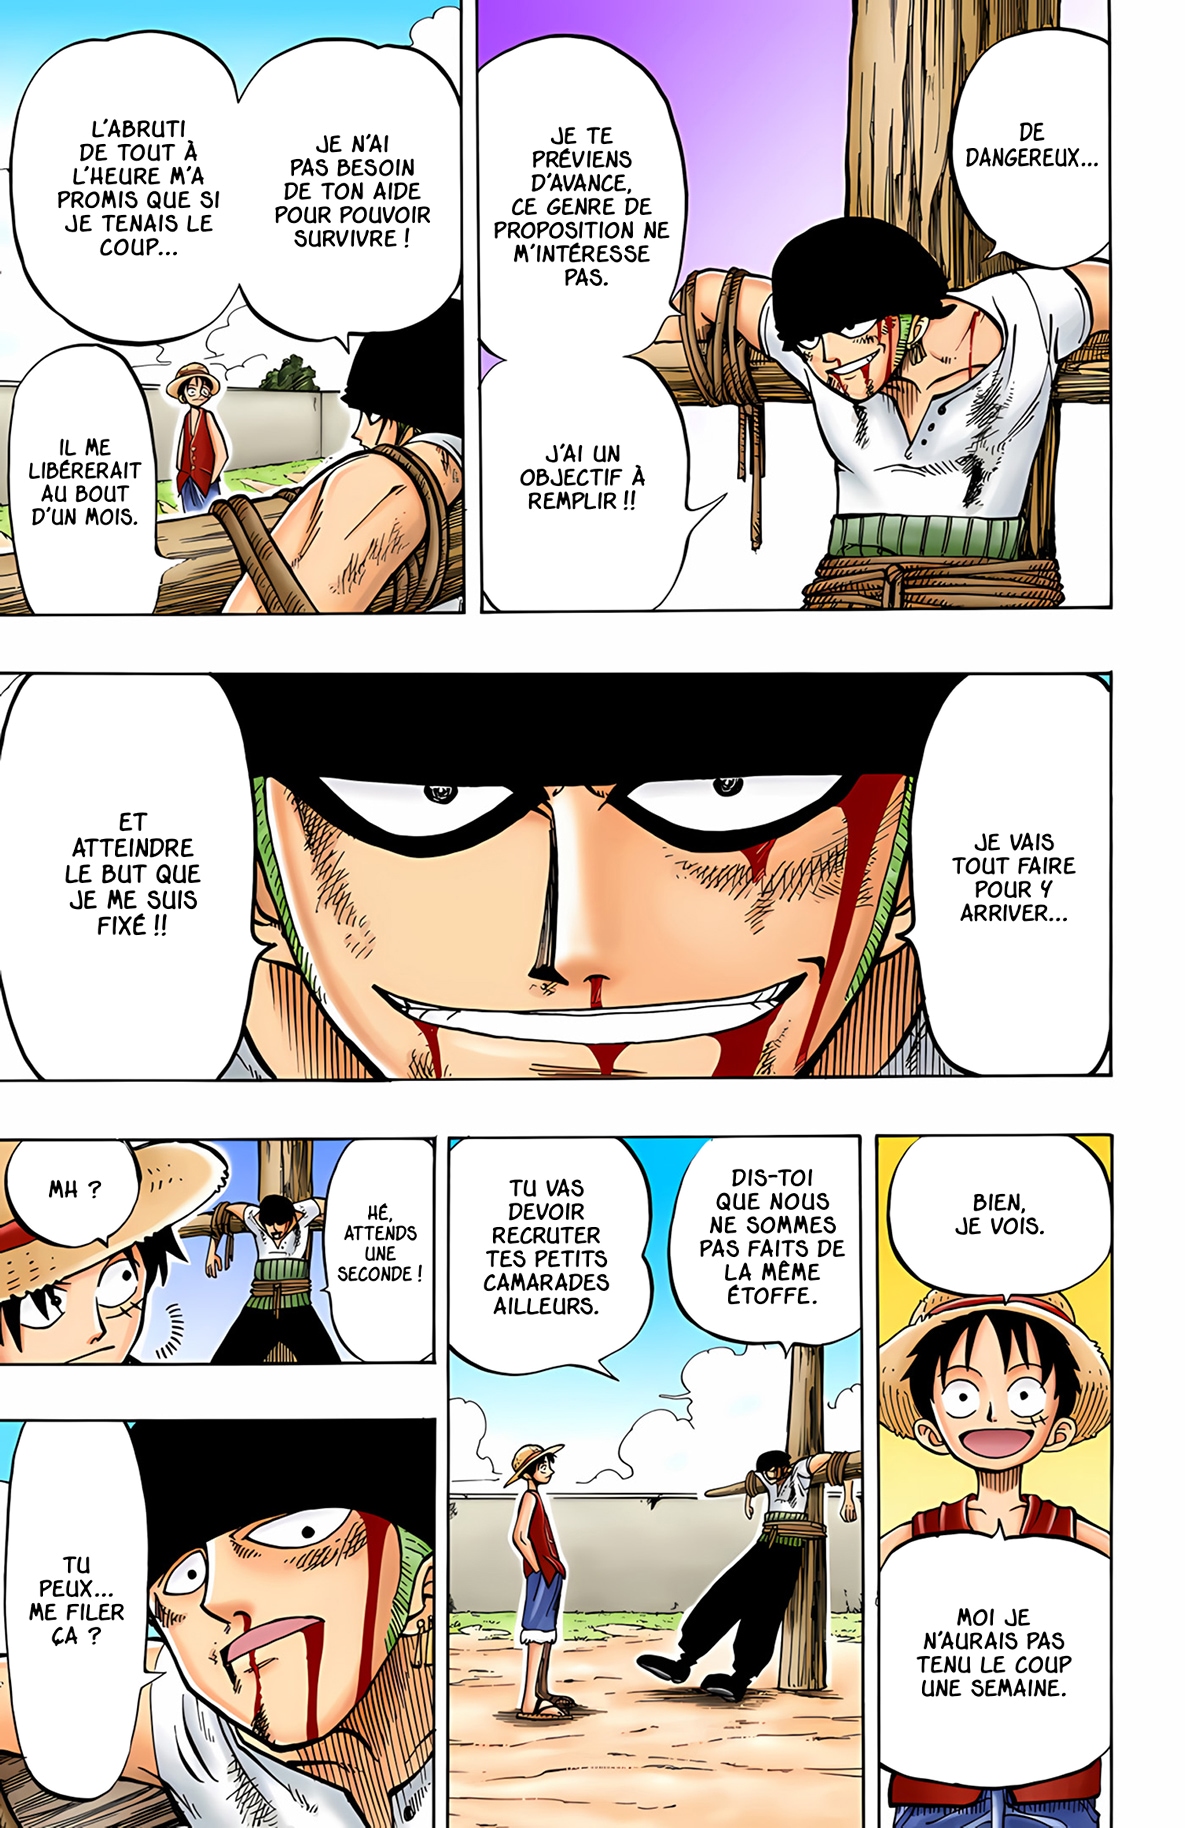 DE
DANGEREUX...
JE TE
PRÉVIENS
D'AVANCE,
CE GENRE DE
PROPOSITION NE
M'INTÉRESSE
PAS.
J'AI UN
OBJECTIF À
REMPLIR !!
JE N'AI
PAS BESOIN
DE TON AIDE
POUR POUVOIR
SURVIVRE !
L'ABRUTI
DE TOUT À
L'HEURE M'A
PROMIS QUE SI
JE TENAIS LE
COUP...
IL ME
LIBÉRERAIT
AU BOUT
D'UN MOIS.
JE VAIS
TOUT FAIRE
POUR Y
ARRIVER...
ET
ATTEINDRE
LE BUT QUE
JE ME SUIS
FIXÉ !!
BIEN,
JE VOIS.
MOI JE
N'AURAIS PAS
TENU LE COUP
UNE SEMAINE.
DIS-TOI
QUE NOUS
NE SOMMES
PAS FAITS DE
LA MÊME
ÉTOFFE.
TU VAS
DEVOIR
RECRUTER
TES PETITS
CAMARADES
AILLEURS.
HÉ,
ATTENDS
UNE
SECONDE !
MH ?
TU
PEUX...
ME FILER
ÇA ?